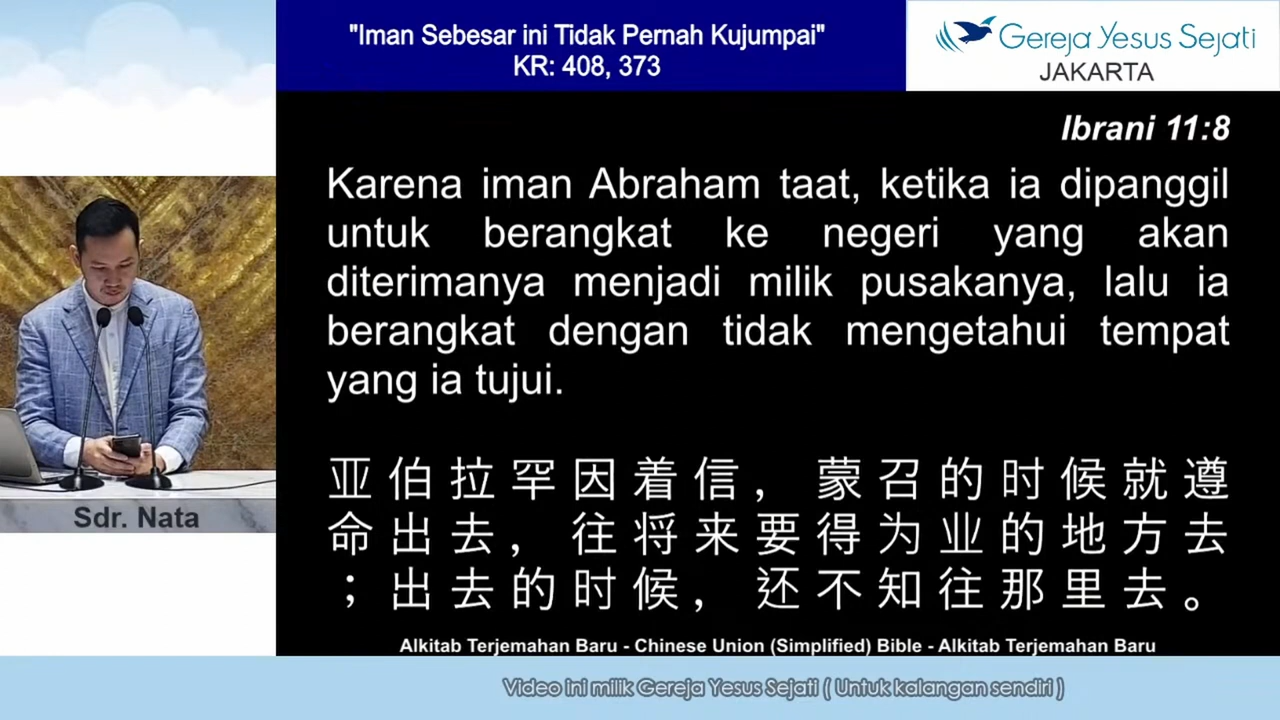 "Iman Sebesar ini Tidak Pernah Kujumpai"
KR: 408, 373
Gereja Yesus Sejati
JAKARTA
Ibrani 11:8
Karena iman Abraham taat, ketika ia dipanggil
untuk berangkat ke negeri yang akan
diterimanya menjadi milik pusakanya, lalu ia
berangkat dengan tidak mengetahui tempat
yang ia tujui.
亚伯拉罕因着信，蒙召的时候就遵
命出去，往将来要得为业的地方去
；出去的时候，还不知往那里去。
Alkitab Terjemahan Baru - Chinese Union (Simplified) Bible - Alkitab Terjemahan Baru
Sdr. Nata
Video ini milik Gereja Yesus Sejati ( Untuk kalangan sendiri )